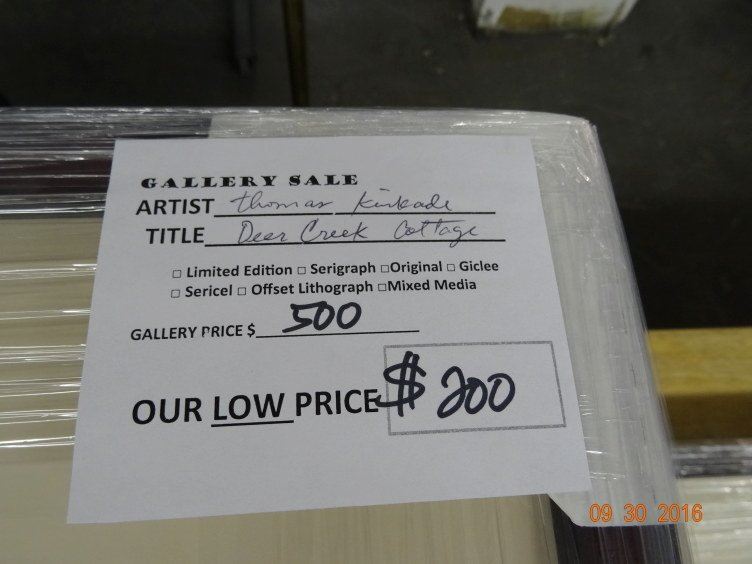 GALLERY SALE
ARTIST Thomas Kinkade
TITLE Deer Creek Cottage
□ Limited Edition □ Serigraph □Original □ Giclee
□ Sericel □ Offset Lithograph □Mixed Media
GALLERY PRICE $ 500
OUR LOW PRICE $ 200
09 30 2016